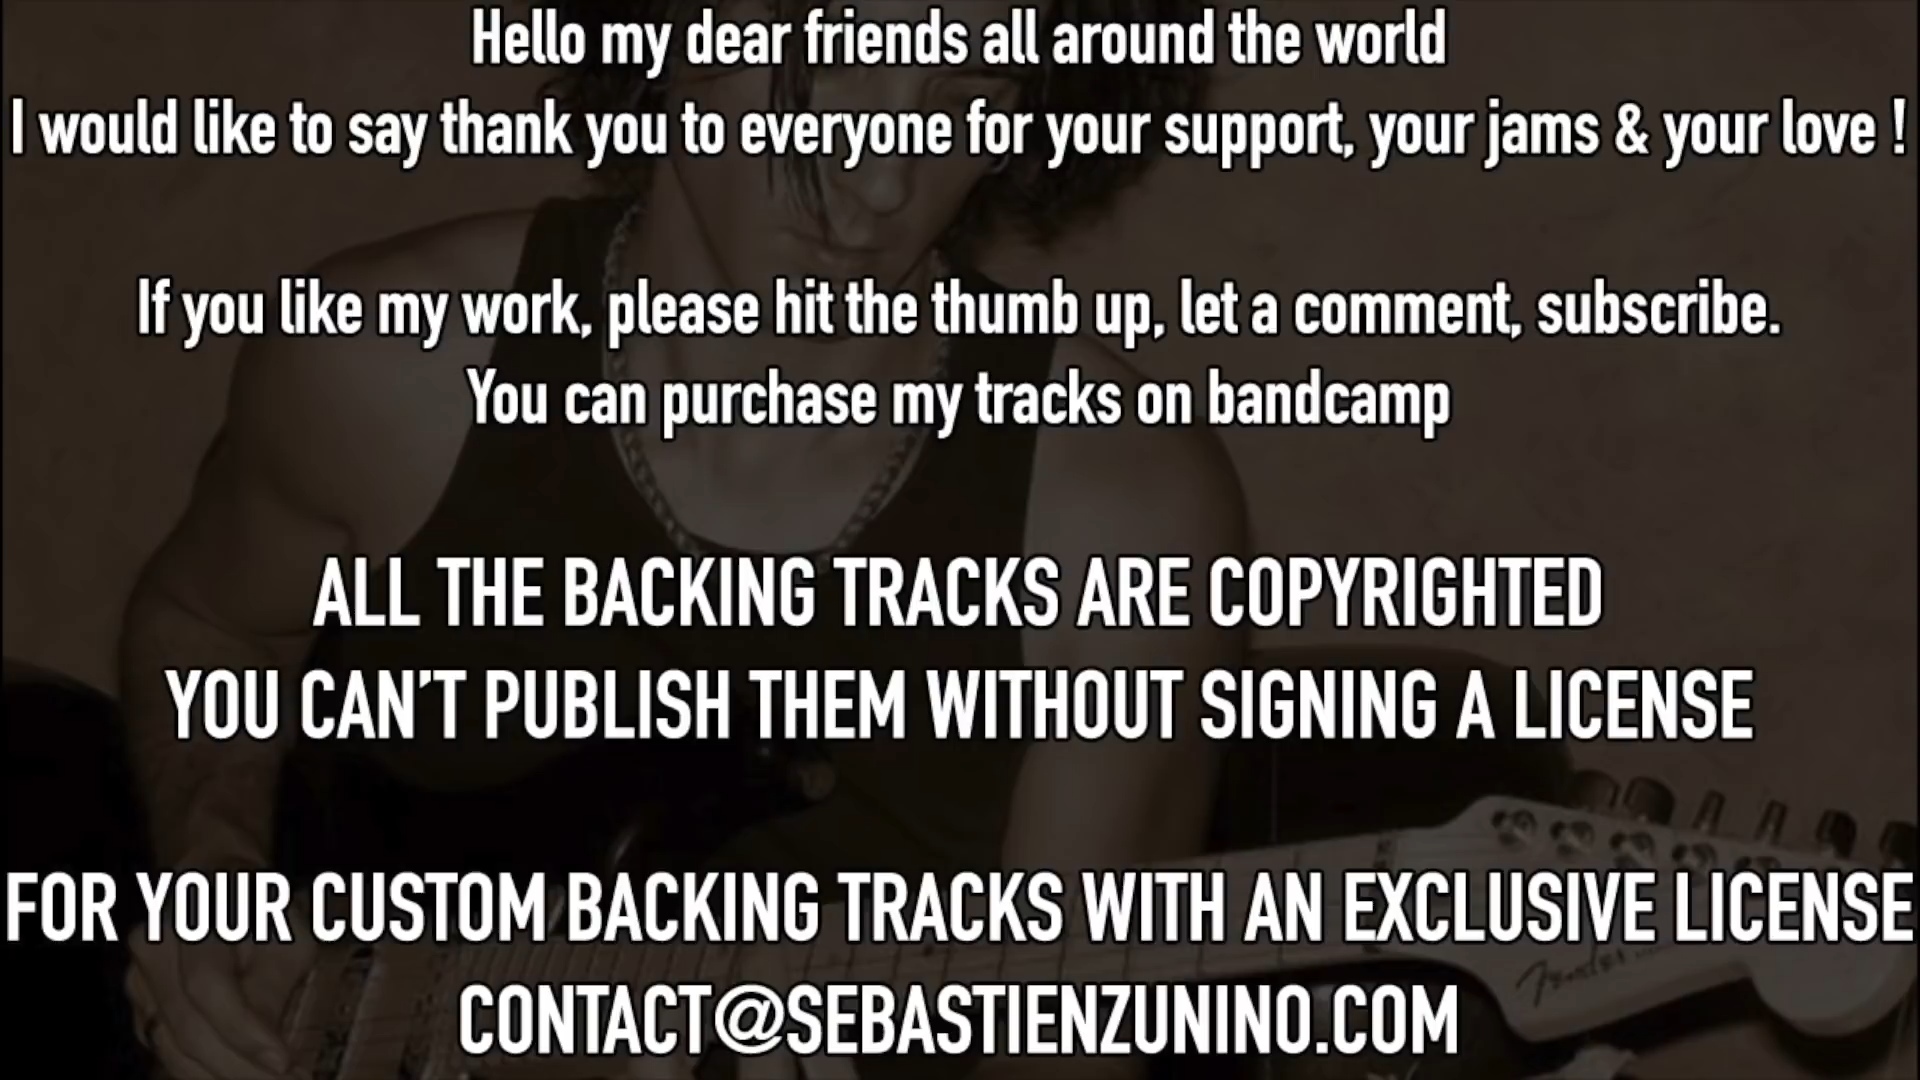 Hello my dear friends all around the world
I would like to say thank you to everyone for your support, your jams & your love !
If you like my work, please hit the thumb up, let a comment, subscribe.
You can purchase my tracks on bandcamp
ALL THE BACKING TRACKS ARE COPYRIGHTED
YOU CAN'T PUBLISH THEM WITHOUT SIGNING A LICENSE
FOR YOUR CUSTOM BACKING TRACKS WITH AN EXCLUSIVE LICENSE
Fender
CONTACT@SEBASTIENZUNINO.COM